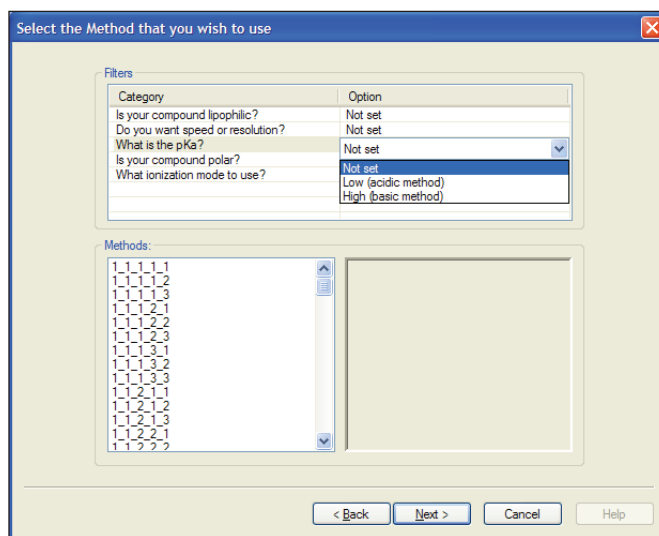 Select the Method that you wish to use
Filters
Category Option
Is your compound lipophilic? Not set
Do you want speed or resolution? Not set
What is the pKa? Not set
Is your compound polar?
What ionization mode to use?
Not set
Low (acidic method)
High (basic method)
Methods:
1_1_1_1_1
1_1_1_1_2
1_1_1_1_3
1_1_1_2_1
1_1_1_2_2
1_1_1_2_3
1_1_1_3_1
1_1_1_3_2
1_1_1_3_3
1_1_2_1_1
1_1_2_1_2
1_1_2_1_3
1_1_2_2_1
1_1_2_2_2
< Back Next > Cancel Help